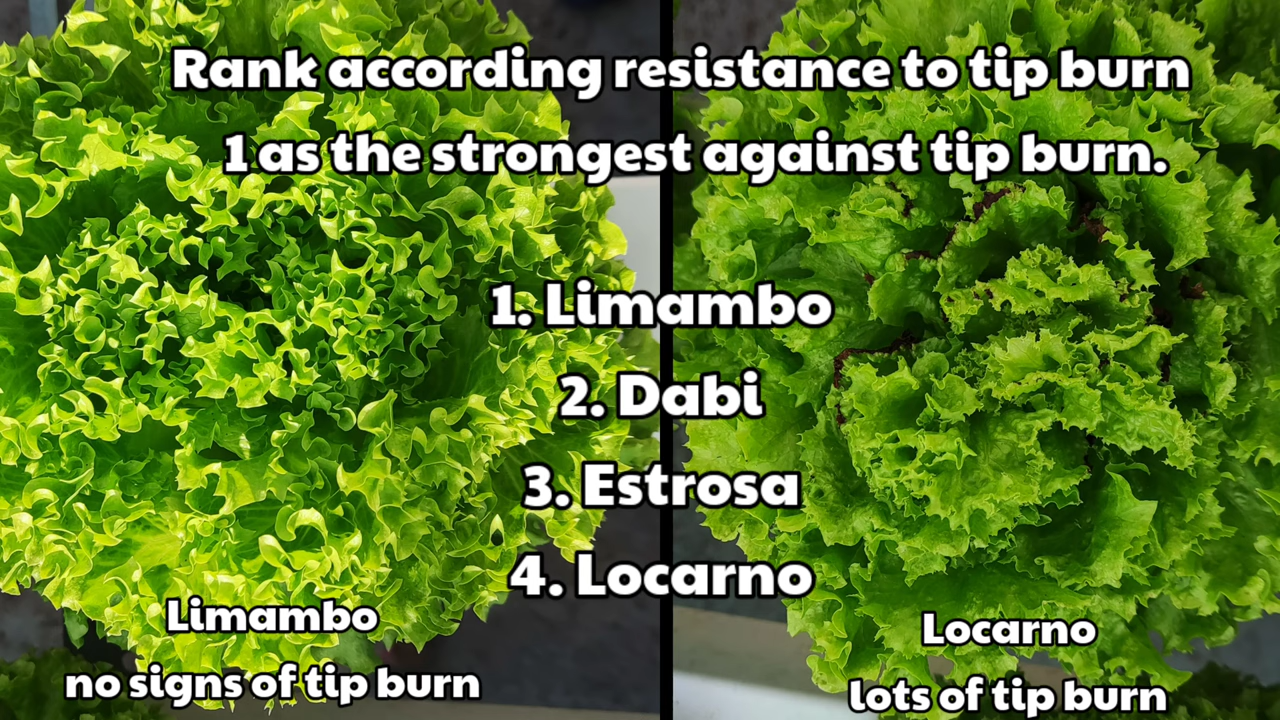 Rank according resistance to tip burn
1 as the strongest against tip burn.
1. Limambo
2. Dabi
3. Estrosa
4. Locarno
Limambo
no signs of tip burn
Locarno
lots of tip burn